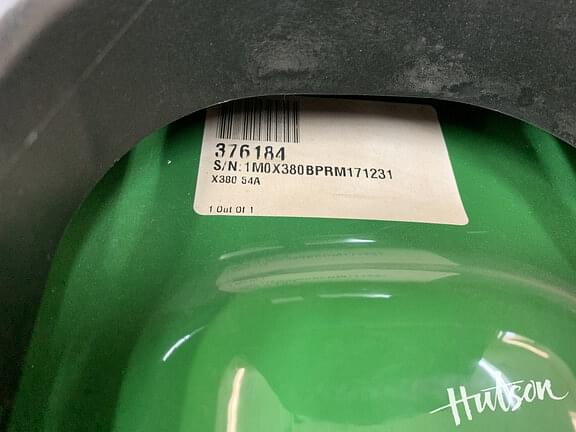 376184
S/N:1M0X380BPRM171231
X380 54A
1 Out Of 1
Hutson